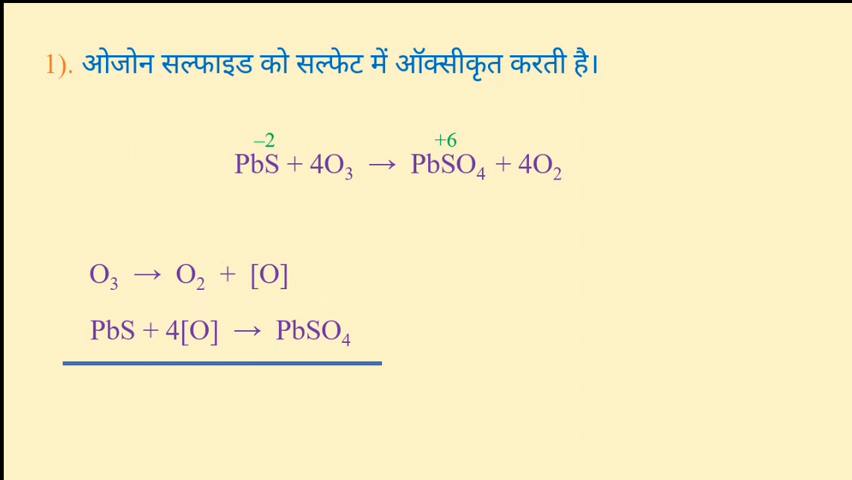 1). ओजोन सल्फाइड को सल्फेट में ऑक्सीकृत करती है।
–2 +6
PbS + 4O₃ → PbSO₄ + 4O₂
O₃ → O₂ + [O]
PbS + 4[O] → PbSO₄